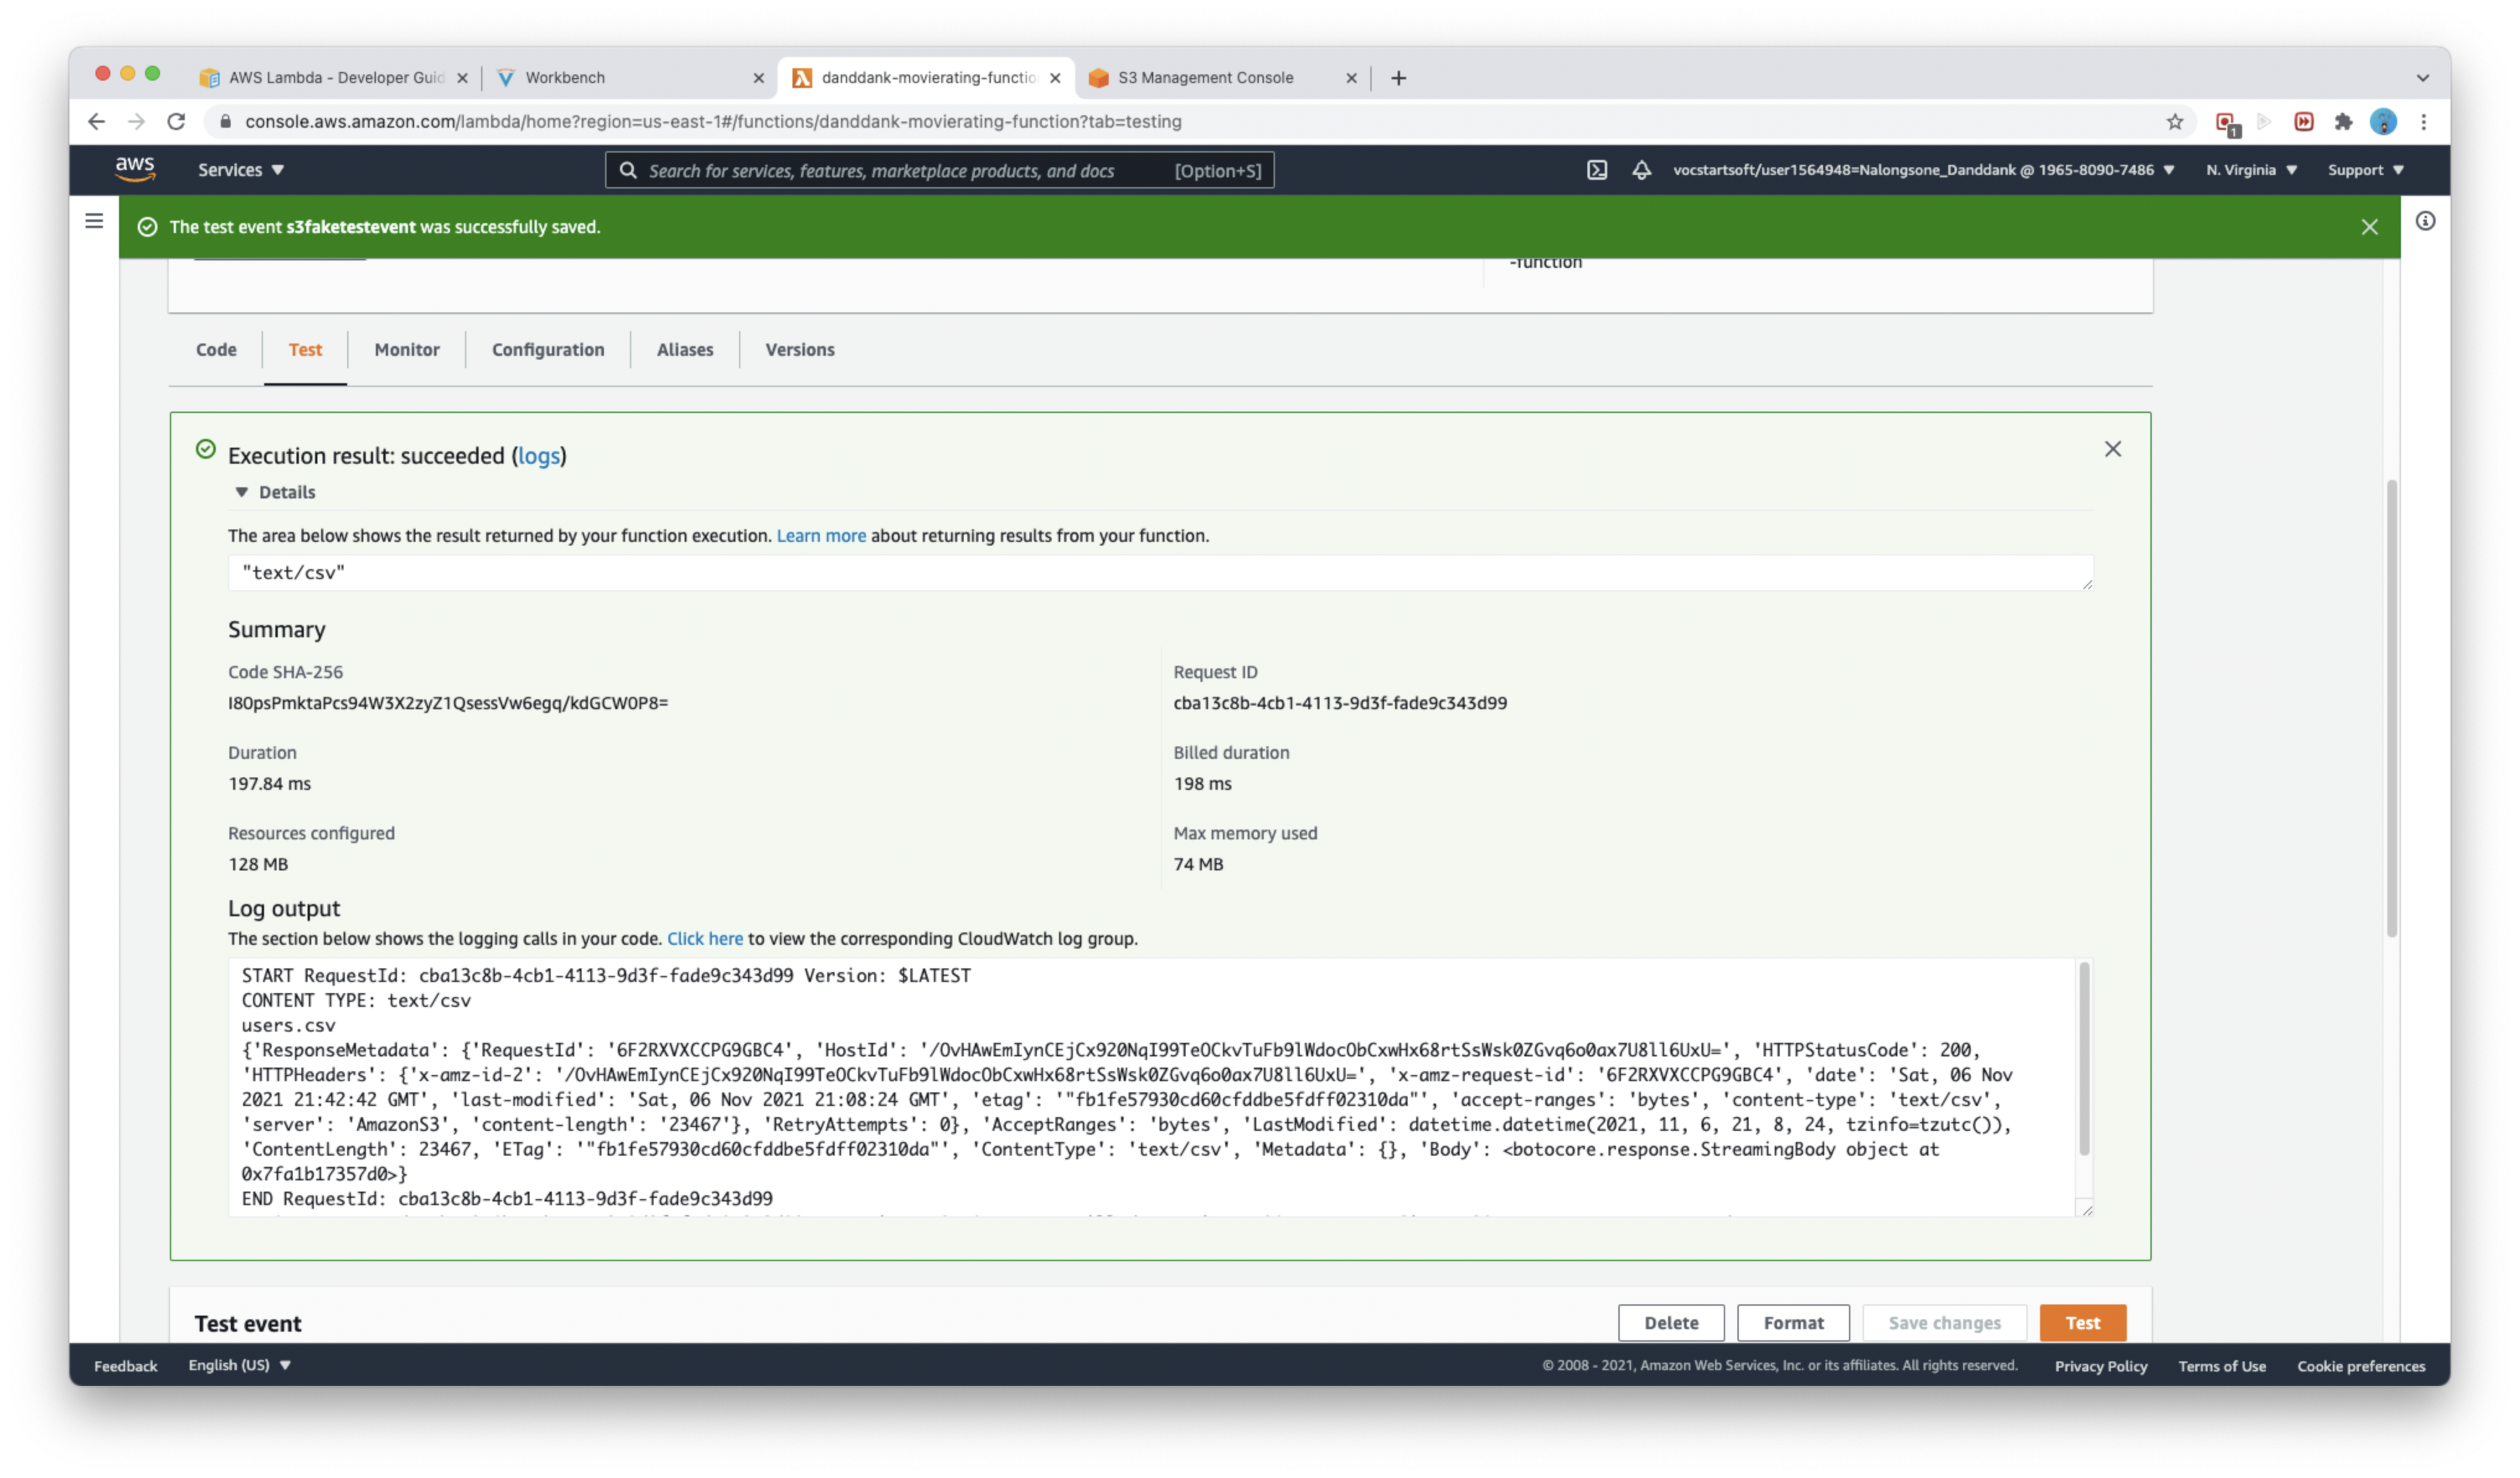 AWS Lambda - Developer Guid
Workbench
danddank-movierating-functio
S3 Management Console
console.aws.amazon.com/lambda/home?region=us-east-1#/functions/danddank-movierating-function?tab=testing
1
aws
Services ▼
Search for services, features, marketplace products, and docs [Option+S]
vocstartsoft/user1564948=Nalongsone_Danddank @ 1965-8090-7486 ▼
N. Virginia ▼
Support ▼
The test event s3faketestevent was successfully saved.
-function
Code
Test
Monitor
Configuration
Aliases
Versions
Execution result: succeeded (logs)
▼ Details
The area below shows the result returned by your function execution. Learn more about returning results from your function.
"text/csv"
Summary
Code SHA-256
I80psPmktaPcs94W3X2zyZ1QsessVw6egq/kdGCW0P8=
Request ID
cba13c8b-4cb1-4113-9d3f-fade9c343d99
Duration
197.84 ms
Billed duration
198 ms
Resources configured
128 MB
Max memory used
74 MB
Log output
The section below shows the logging calls in your code. Click here to view the corresponding CloudWatch log group.
START RequestId: cba13c8b-4cb1-4113-9d3f-fade9c343d99 Version: $LATEST
CONTENT TYPE: text/csv
users.csv
{'ResponseMetadata': {'RequestId': '6F2RXVXCCPG9GBC4', 'HostId': '/OvHAwEmIynCEjCx920NqI99TeOCkvTuFb9lWdocObCxwHx68rtSsWsk0ZGvq6o0ax7U8ll6UxU=', 'HTTPStatusCode': 200,
'HTTPHeaders': {'x-amz-id-2': '/OvHAwEmIynCEjCx920NqI99TeOCkvTuFb9lWdocObCxwHx68rtSsWsk0ZGvq6o0ax7U8ll6UxU=', 'x-amz-request-id': '6F2RXVXCCPG9GBC4', 'date': 'Sat, 06 Nov
2021 21:42:42 GMT', 'last-modified': 'Sat, 06 Nov 2021 21:08:24 GMT', 'etag': '"fb1fe57930cd60cfddbe5fdff02310da"', 'accept-ranges': 'bytes', 'content-type': 'text/csv',
'server': 'AmazonS3', 'content-length': '23467'}, 'RetryAttempts': 0}, 'AcceptRanges': 'bytes', 'LastModified': datetime.datetime(2021, 11, 6, 21, 8, 24, tzinfo=tzutc()),
'ContentLength': 23467, 'ETag': '"fb1fe57930cd60cfddbe5fdff02310da"', 'ContentType': 'text/csv', 'Metadata': {}, 'Body': <botocore.response.StreamingBody object at
0x7fa1b17357d0>}
END RequestId: cba13c8b-4cb1-4113-9d3f-fade9c343d99
Test event
Delete
Format
Save changes
Test
Feedback
English (US) ▼
© 2008 - 2021, Amazon Web Services, Inc. or its affiliates. All rights reserved.
Privacy Policy
Terms of Use
Cookie preferences